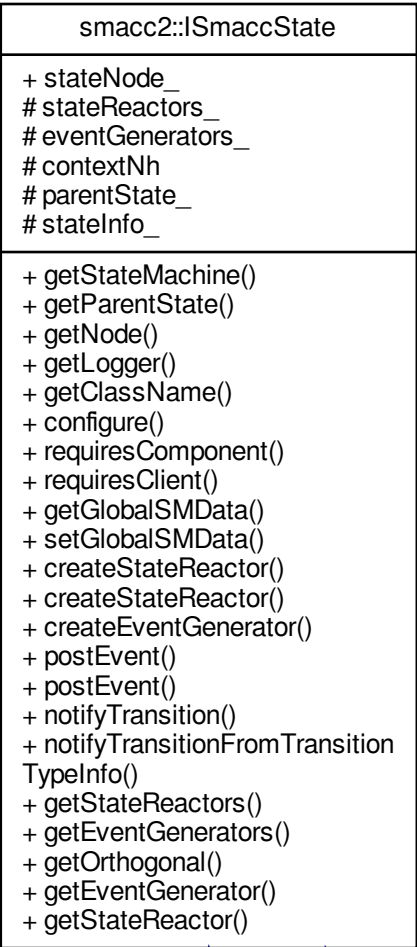 smacc2::ISmaccState
+ stateNode_
# stateReactors_
# eventGenerators_
# contextNh
# parentState_
# stateInfo_
+ getStateMachine()
+ getParentState()
+ getNode()
+ getLogger()
+ getClassName()
+ configure()
+ requiresComponent()
+ requiresClient()
+ getGlobalSMData()
+ setGlobalSMData()
+ createStateReactor()
+ createStateReactor()
+ createEventGenerator()
+ postEvent()
+ postEvent()
+ notifyTransition()
+ notifyTransitionFromTransition
TypeInfo()
+ getStateReactors()
+ getEventGenerators()
+ getOrthogonal()
+ getEventGenerator()
+ getStateReactor()